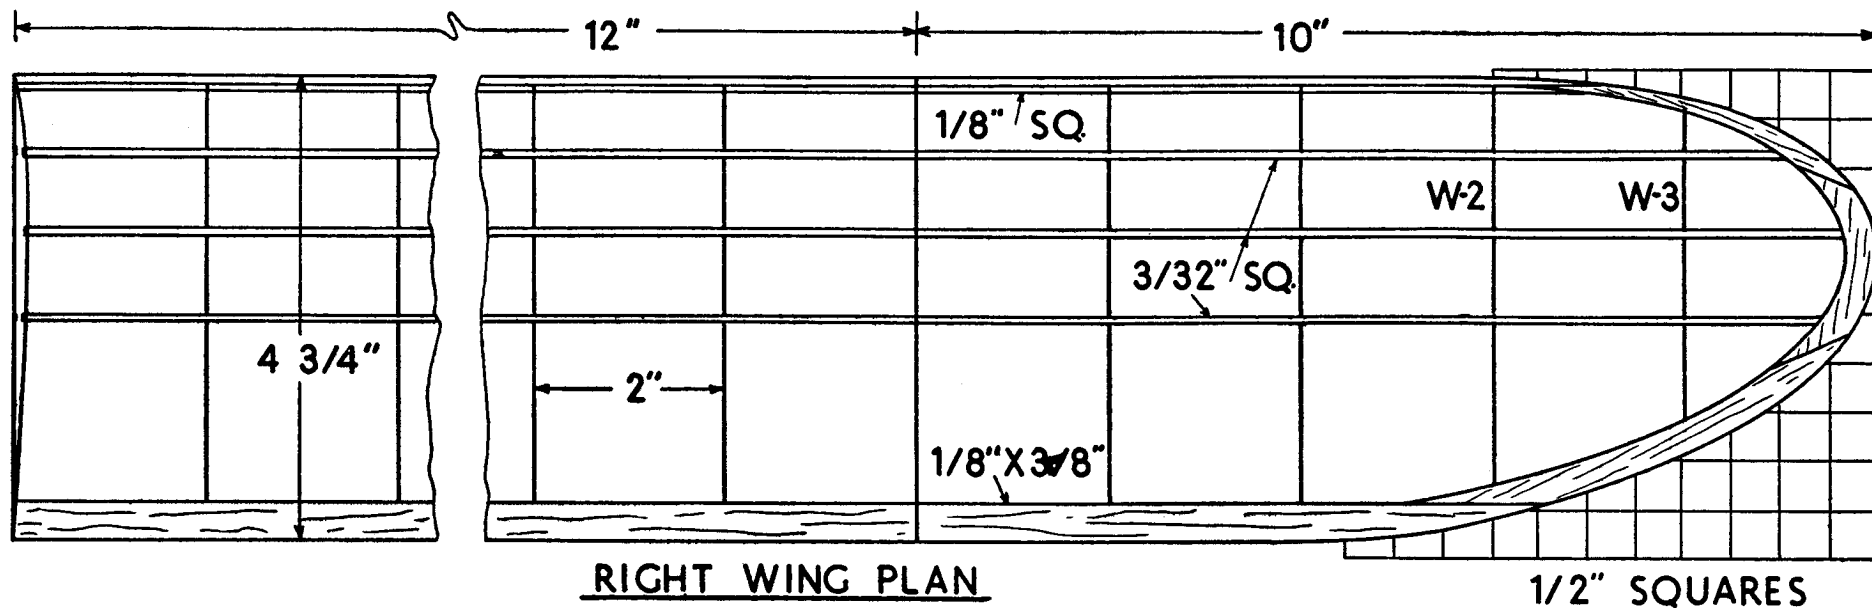 12"
10"
1/8" SQ.
W-2
W-3
3/32" SQ.
4 3/4"
2"
1/8" X 3/8"
RIGHT WING PLAN
1/2" SQUARES